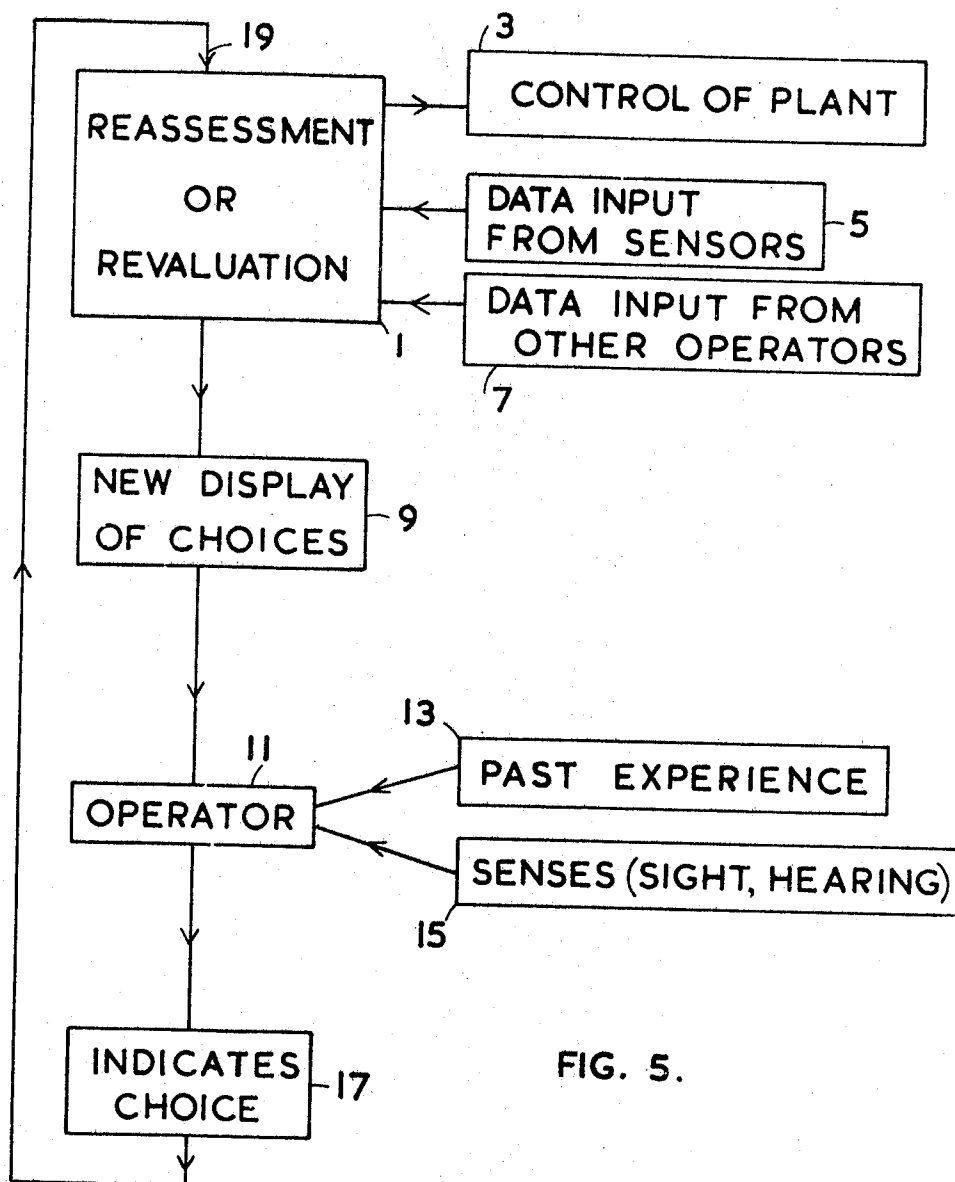 19
3
CONTROL OF PLANT
REASSESSMENT
OR
REVALUATION
DATA INPUT
FROM SENSORS
5
DATA INPUT FROM
OTHER OPERATORS
1
7
NEW DISPLAY
OF CHOICES
9
13
11
PAST EXPERIENCE
OPERATOR
SENSES (SIGHT, HEARING)
15
INDICATES
CHOICE
17
FIG. 5.